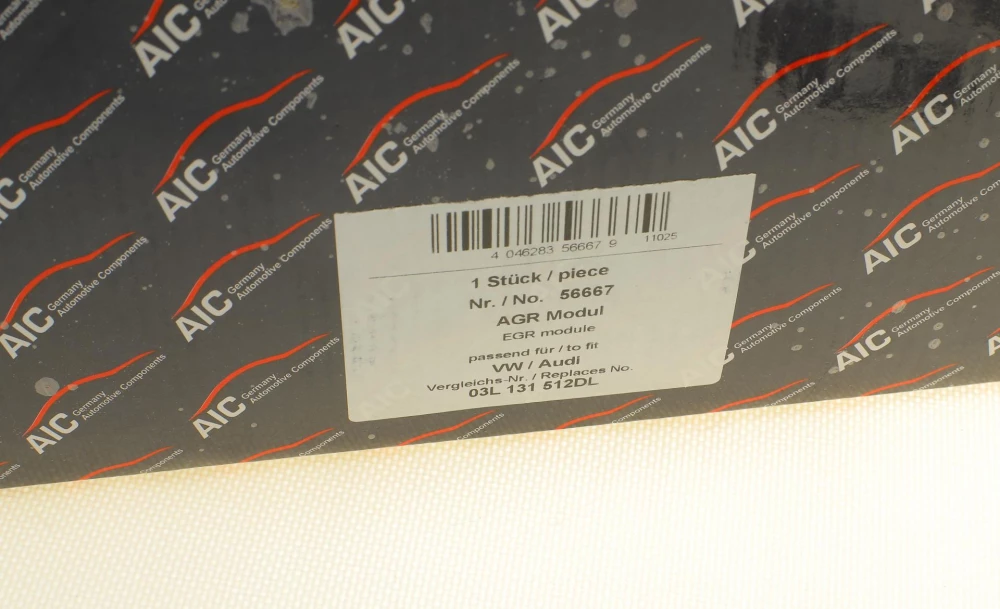 4 046283 56667 9
11025
1 Stück / piece
Nr. / No. 56667
AGR Modul
EGR module
passend für / to fit
VW / Audi
Vergleichs-Nr. / Replaces No.
03L 131 512DL
AIC Germany
Automotive Components